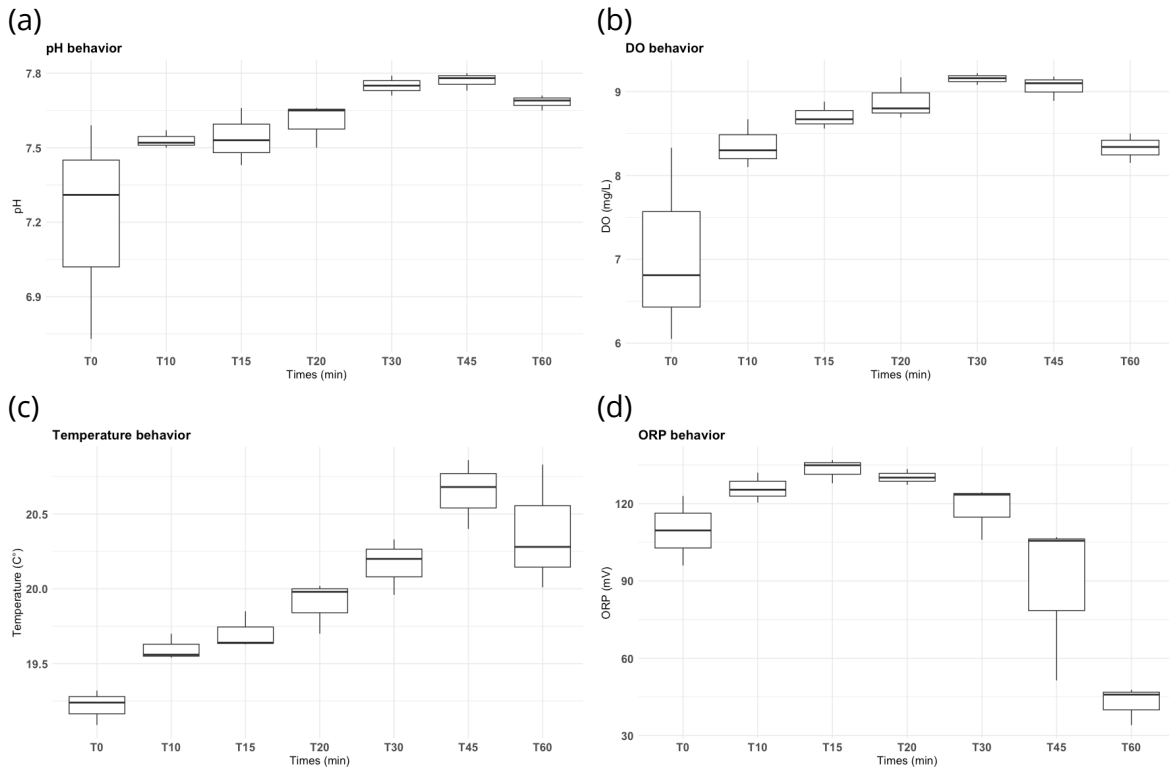 (a)
pH behavior
7.8
7.5
7.2
6.9
pH
T0 T10 T15 T20 T30 T45 T60
Times (min)
(b)
DO behavior
9
8
7
6
DO (mg/L)
T0 T10 T15 T20 T30 T45 T60
Times (min)
(c)
Temperature behavior
20.5
20.0
19.5
Temperature (C°)
T0 T10 T15 T20 T30 T45 T60
Times (min)
(d)
ORP behavior
120
90
60
30
ORP (mV)
T0 T10 T15 T20 T30 T45 T60
Times (min)